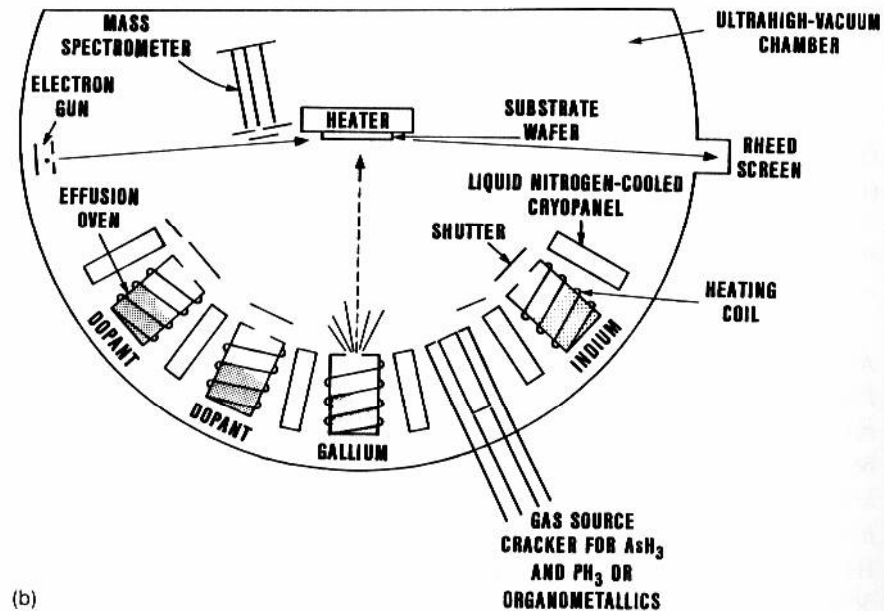 MASS
SPECTROMETER
ULTRAHIGH-VACUUM
CHAMBER
ELECTRON
GUN
HEATER
SUBSTRATE
WAFER
RHEED
SCREEN
EFFUSION
OVEN
LIQUID NITROGEN-COOLED
CRYOPANEL
SHUTTER
HEATING
COIL
DOPANT
DOPANT
GALLIUM
INDIUM
GAS SOURCE
CRACKER FOR AsH₃
AND PH₃ OR
ORGANOMETALLICS
(b)